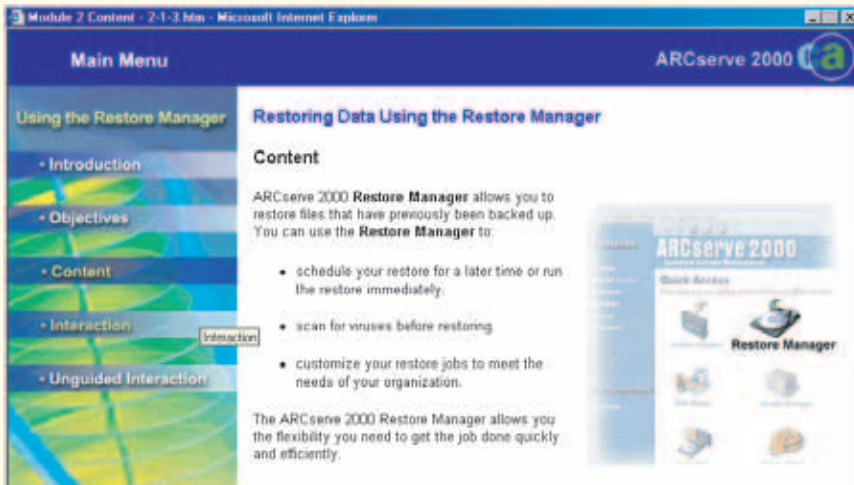 Module 2 Content - 2-1-3.htm - Microsoft Internet Explorer
Main Menu
ARCserve 2000 ca
Using the Restore Manager
• Introduction
• Objectives
• Content
• Interaction
Interaction
• Unguided Interaction
Restoring Data Using the Restore Manager
Content
ARCserve 2000 Restore Manager allows you to
restore files that have previously been backed up.
You can use the Restore Manager to:
• schedule your restore for a later time or run
the restore immediately.
• scan for viruses before restoring.
• customize your restore jobs to meet the
needs of your organization.
The ARCserve 2000 Restore Manager allows you
the flexibility you need to get the job done quickly
and efficiently.
ARCserve 2000
Quick Access
Restore Manager